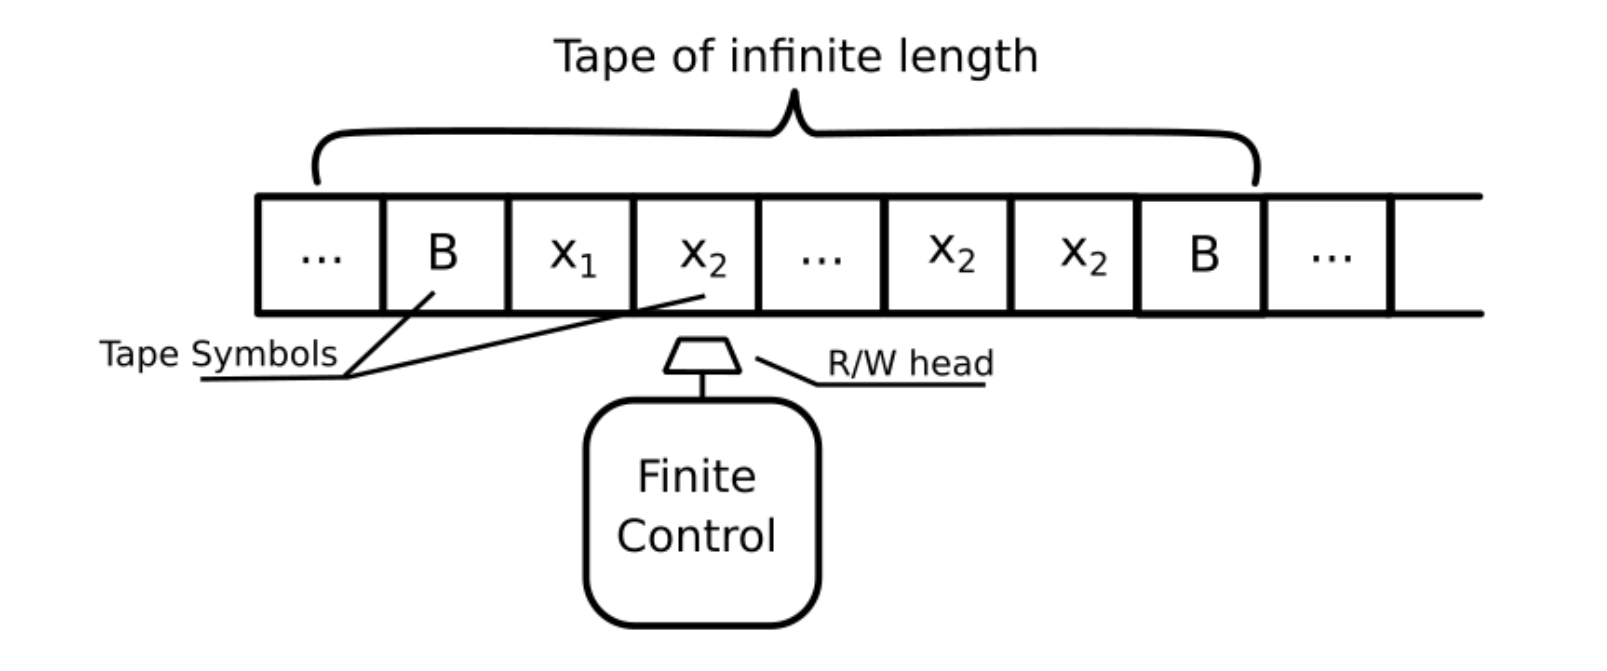 Tape of infinite length
... B x₁ x₂ ... x₂ x₂ B ...
Tape Symbols
R/W head
Finite
Control